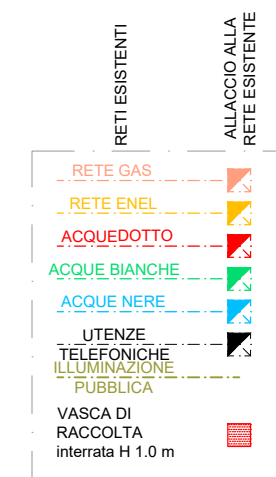 RETI ESISTENTI
ALLACCIO ALLA
RETE ESISTENTE
RETE GAS
RETE ENEL
ACQUEDOTTO
ACQUE BIANCHE
ACQUE NERE
UTENZE
TELEFONICHE
ILLUMINAZIONE
PUBBLICA
VASCA DI
RACCOLTA
interrata H 1.0 m